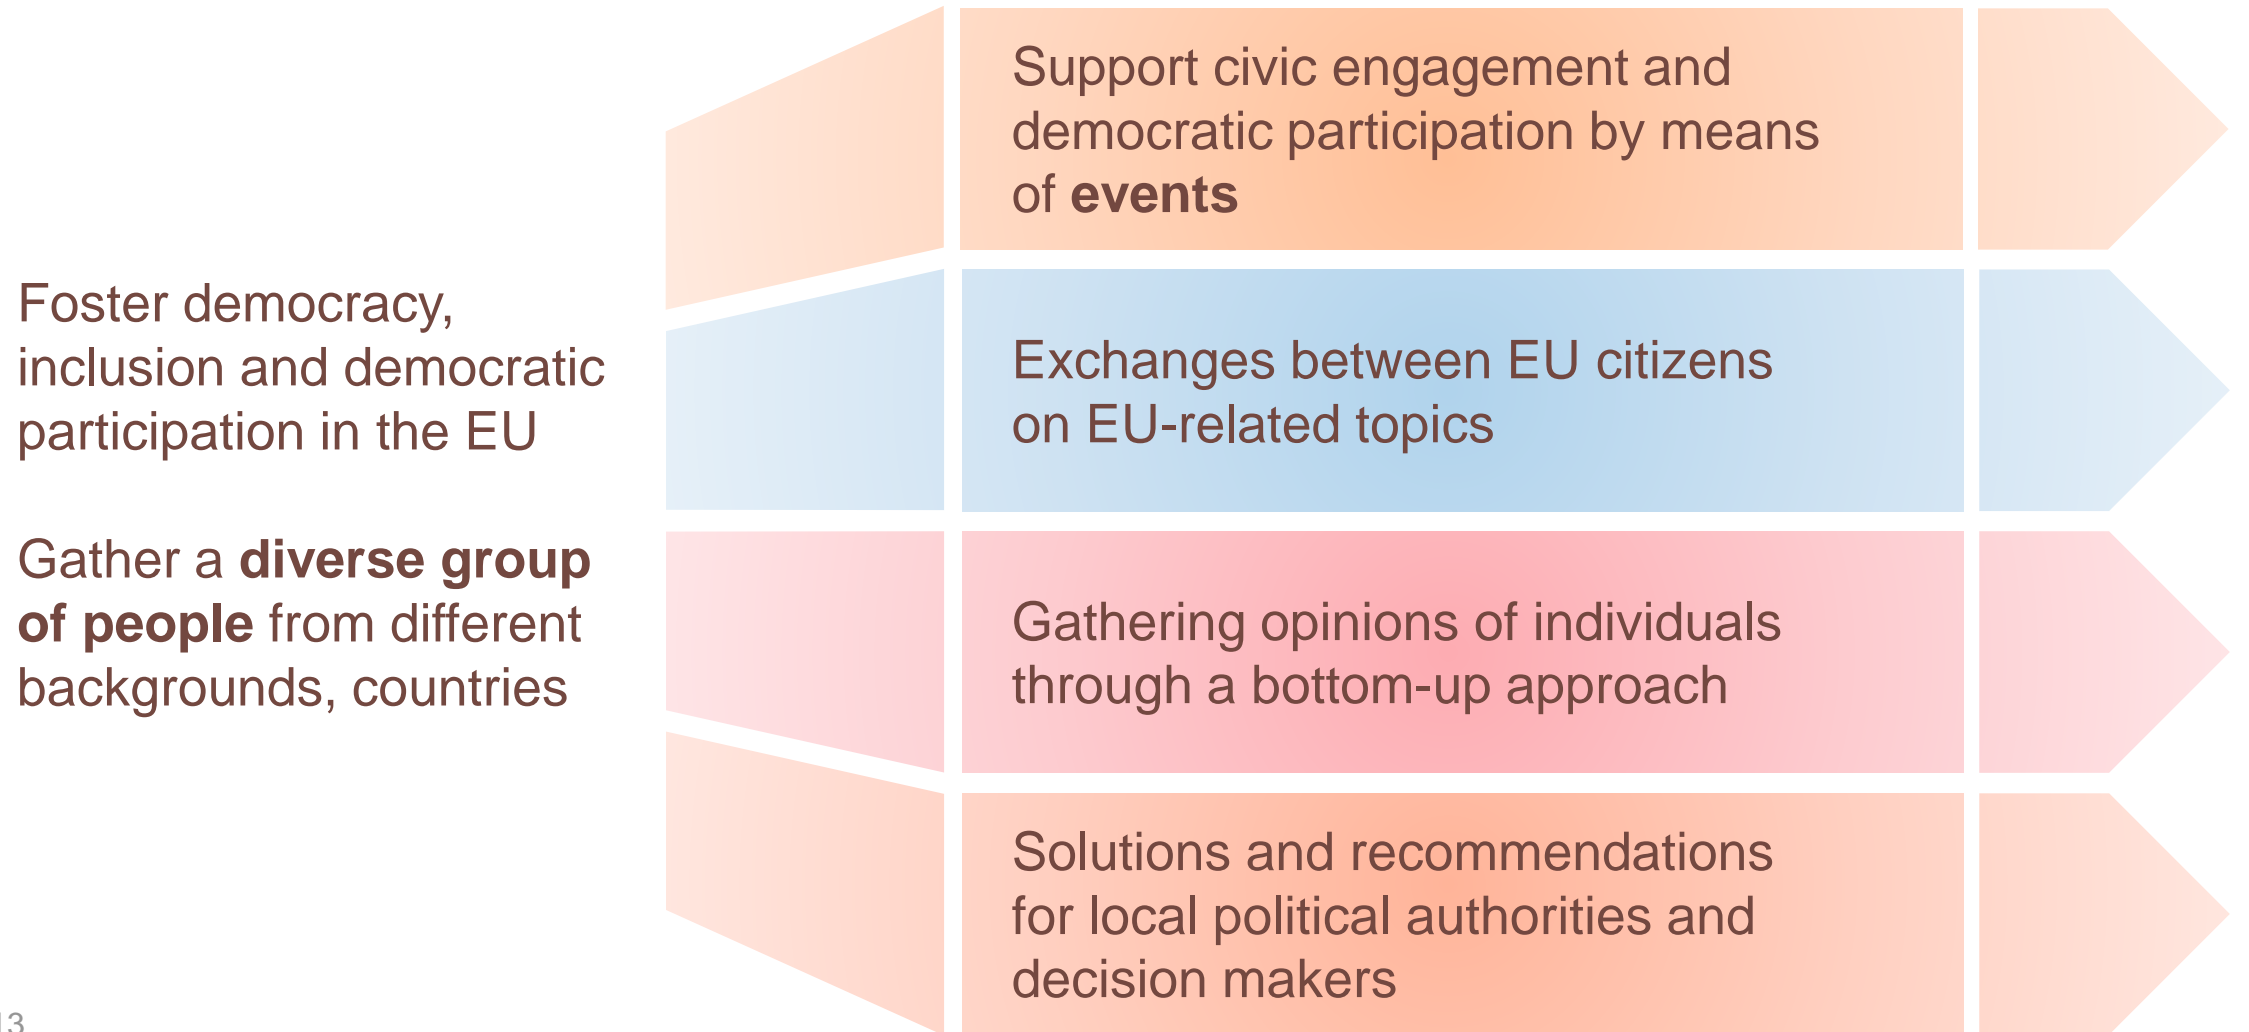 Foster democracy,
inclusion and democratic
participation in the EU
Gather a diverse group
of people from different
backgrounds, countries
Support civic engagement and
democratic participation by means
of events
Exchanges between EU citizens
on EU-related topics
Gathering opinions of individuals
through a bottom-up approach
Solutions and recommendations
for local political authorities and
decision makers
13